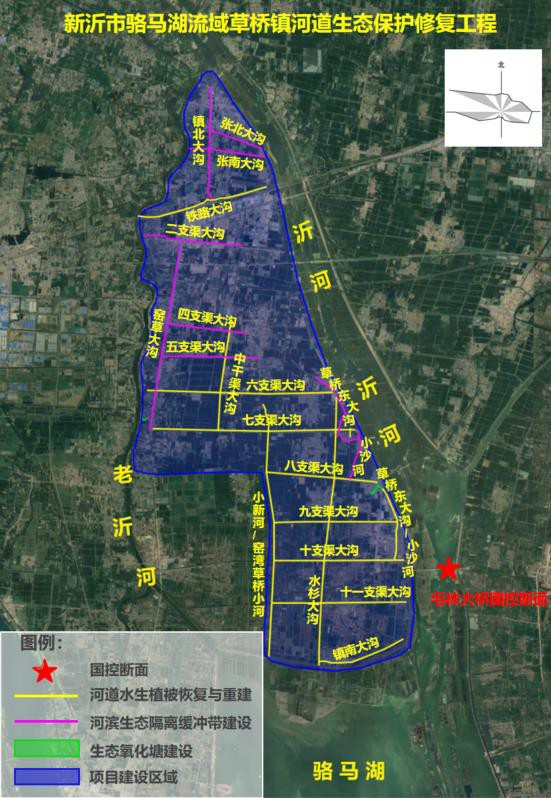 新沂市骆马湖流域草桥镇河道生态保护修复工程
北
张北大沟
镇北大沟
张南大沟
铁路大沟
二支渠大沟
沂河
窑草大沟
四支渠大沟
五支渠大沟
中干渠大沟
六支渠大沟
草桥东大沟—小沙河
沂河
七支渠大沟
八支渠大沟
老沂河
小新河/窑湾草桥小河
九支渠大沟
草桥东大沟—小沙河
十支渠大沟
水杉大沟
十一支渠大沟
毛林大桥国控断面
镇南大沟
图例：
国控断面
河道水生植被恢复与重建
河滨生态隔离缓冲带建设
生态氧化塘建设
项目建设区域
骆马湖